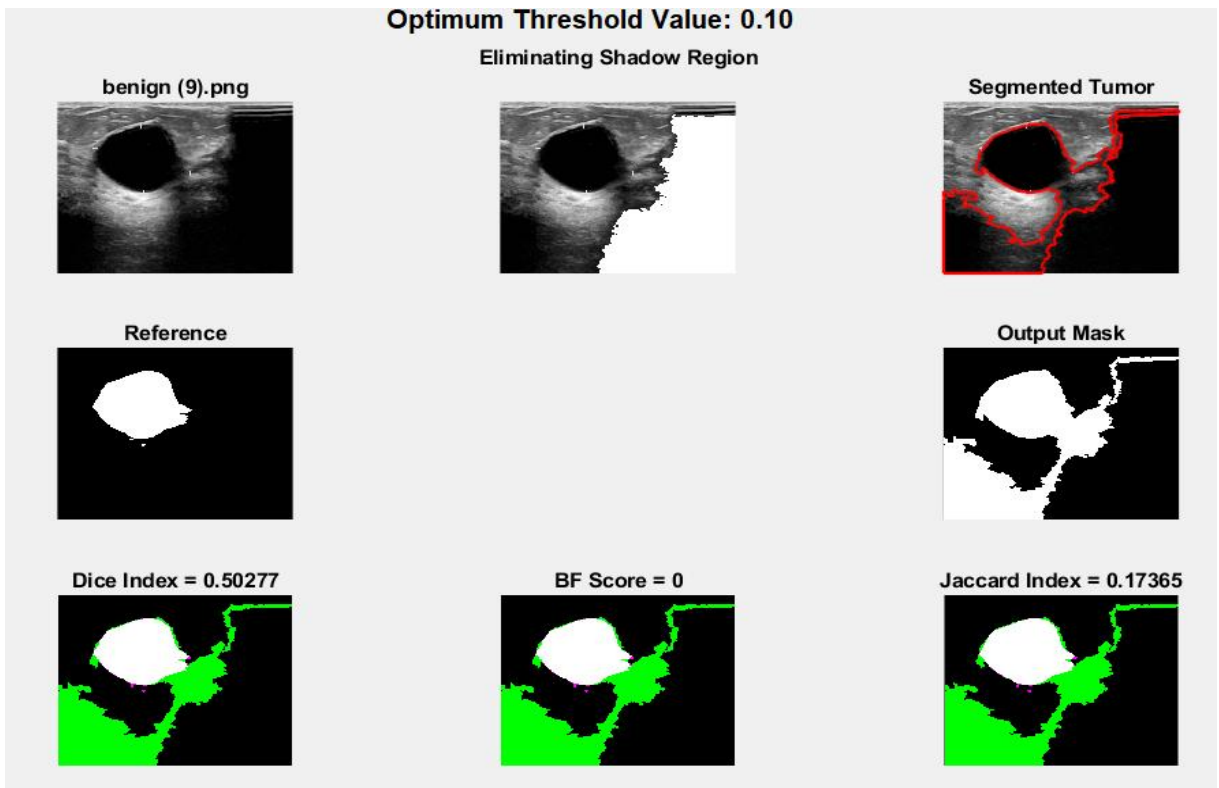 Optimum Threshold Value: 0.10
Eliminating Shadow Region
benign (9).png
Segmented Tumor
Reference
Output Mask
Dice Index = 0.50277
BF Score = 0
Jaccard Index = 0.17365